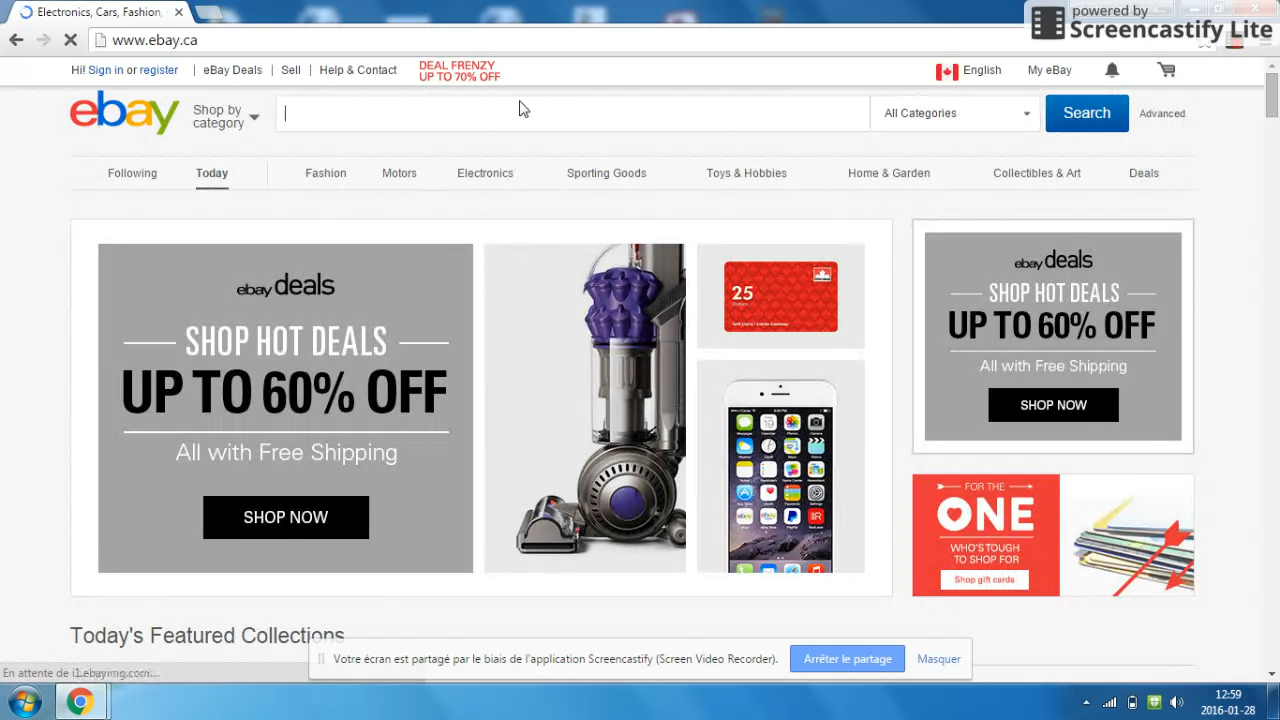 Electronics, Cars, Fashion,
powered by
Screencastify Lite
www.ebay.ca
Hi! Sign in or register
eBay Deals
Sell
Help & Contact
DEAL FRENZY
UP TO 70% OFF
English
My eBay
ebay
Shop by
category
All Categories
Search
Advanced
Following
Today
Fashion
Motors
Electronics
Sporting Goods
Toys & Hobbies
Home & Garden
Collectibles & Art
Deals
ebay deals
SHOP HOT DEALS
UP TO 60% OFF
All with Free Shipping
SHOP NOW
25
ebay deals
SHOP HOT DEALS
UP TO 60% OFF
All with Free Shipping
SHOP NOW
FOR THE
ONE
WHO'S TOUGH
TO SHOP FOR
Shop gift cards
Today's Featured Collections
Votre écran est partagé par le biais de l'application Screencastify (Screen Video Recorder).
Arrêter le partage
Masquer
En attente de i1.ebayimg.com...
12:59
2016-01-28